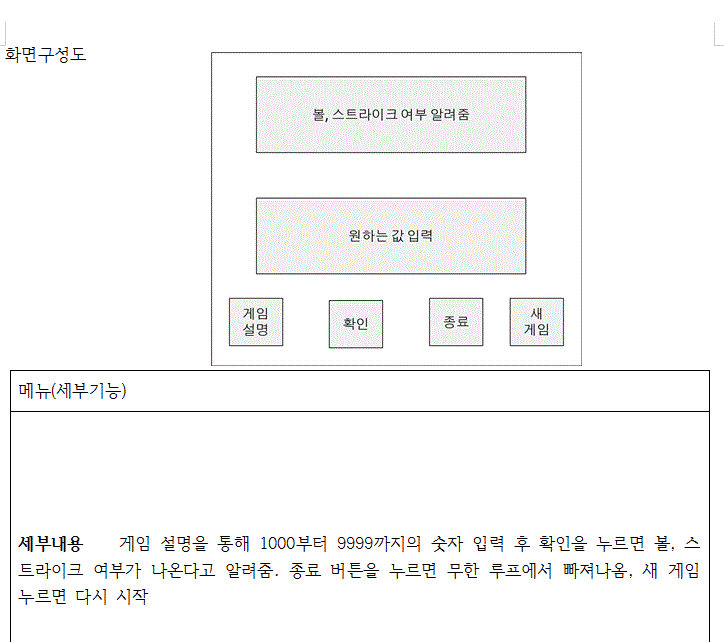 화면구성도
볼, 스트라이크 여부 알려줌
원하는 값 입력
게임
설명
확인
종료
새
게임
메뉴(세부기능)
세부내용 게임 설명을 통해 1000부터 9999까지의 숫자 입력 후 확인을 누르면 볼, 스
트라이크 여부가 나온다고 알려줌. 종료 버튼을 누르면 무한 루프에서 빠져나옴, 새 게임
누르면 다시 시작